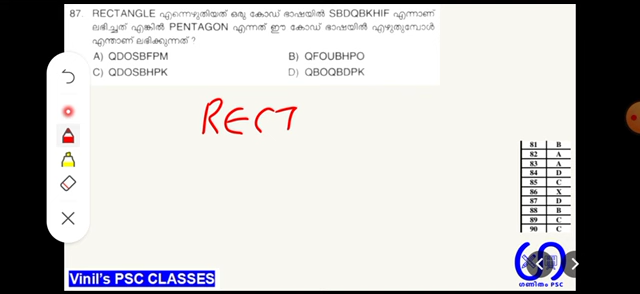 87. RECTANGLE എന്നെഴുതിയത് ഒരു കോഡ് ഭാഷയിൽ SBDQBKHIF എന്നാണ്
ലഭിച്ചത് എങ്കിൽ PENTAGON എന്നത് ഈ കോഡ് ഭാഷയിൽ എഴുതുമ്പോൾ
എന്താണ് ലഭിക്കുന്നത് ?
A) QDOSBFPM B) QFOUBHPO
C) QDOSBHPK D) QBOQBDPK
RECT
81 B
82 A
83 A
84 D
85 C
86 X
87 D
88 B
89 C
90 C
ഗണിതം PSC
Vinil's PSC CLASSES